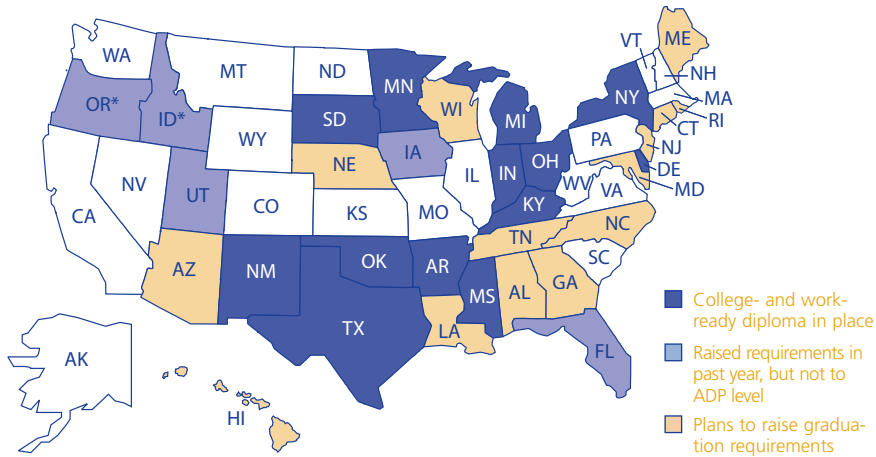 WA
MT
ND
MN
VT
ME
NH
OR*
ID*
SD
WI
MI
NY
MA
WY
RI
CT
NE
IA
PA
NJ
NV
UT
IL
IN
OH
DE
CA
CO
KS
MO
WV
VA
MD
KY
AZ
NM
OK
AR
TN
NC
SC
TX
MS
AL
GA
LA
FL
AK
HI
College- and work-
ready diploma in place
Raised requirements in
past year, but not to
ADP level
Plans to raise gradua-
tion requirements